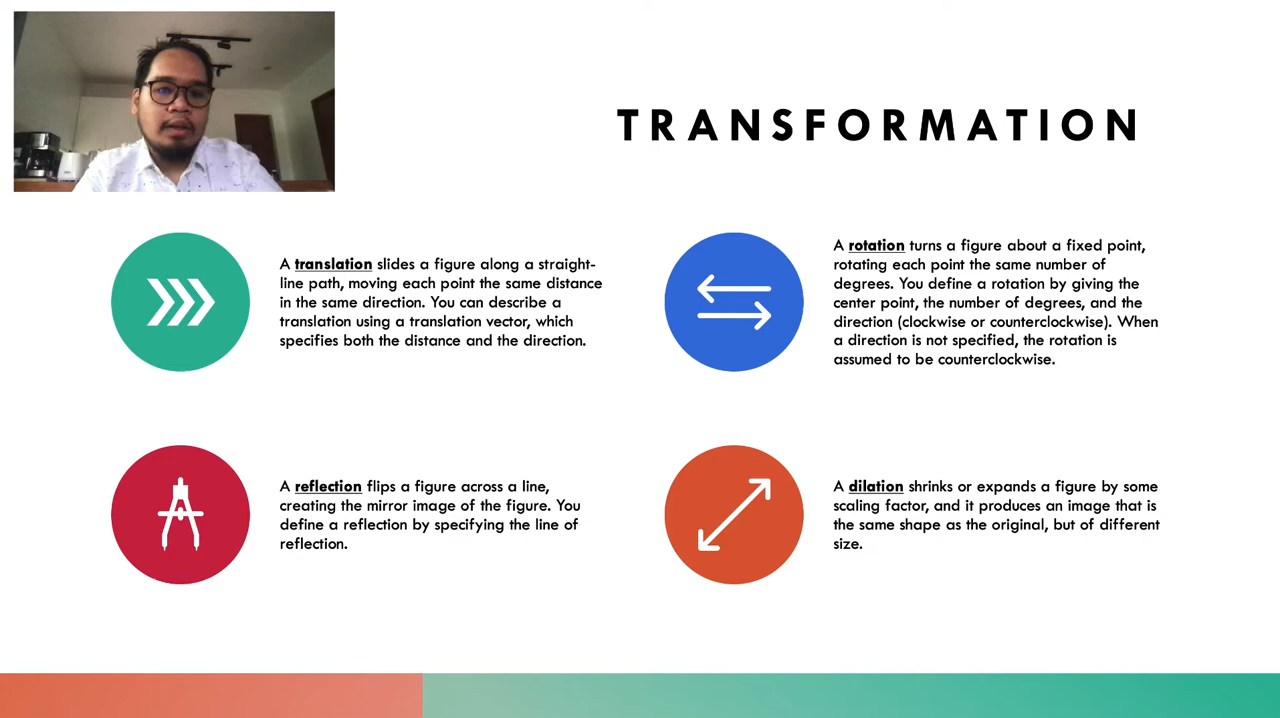 TRANSFORMATION
A translation slides a figure along a straight-
line path, moving each point the same distance
in the same direction. You can describe a
translation using a translation vector, which
specifies both the distance and the direction.
A rotation turns a figure about a fixed point,
rotating each point the same number of
degrees. You define a rotation by giving the
center point, the number of degrees, and the
direction (clockwise or counterclockwise). When
a direction is not specified, the rotation is
assumed to be counterclockwise.
A reflection flips a figure across a line,
creating the mirror image of the figure. You
define a reflection by specifying the line of
reflection.
A dilation shrinks or expands a figure by some
scaling factor, and it produces an image that is
the same shape as the original, but of different
size.